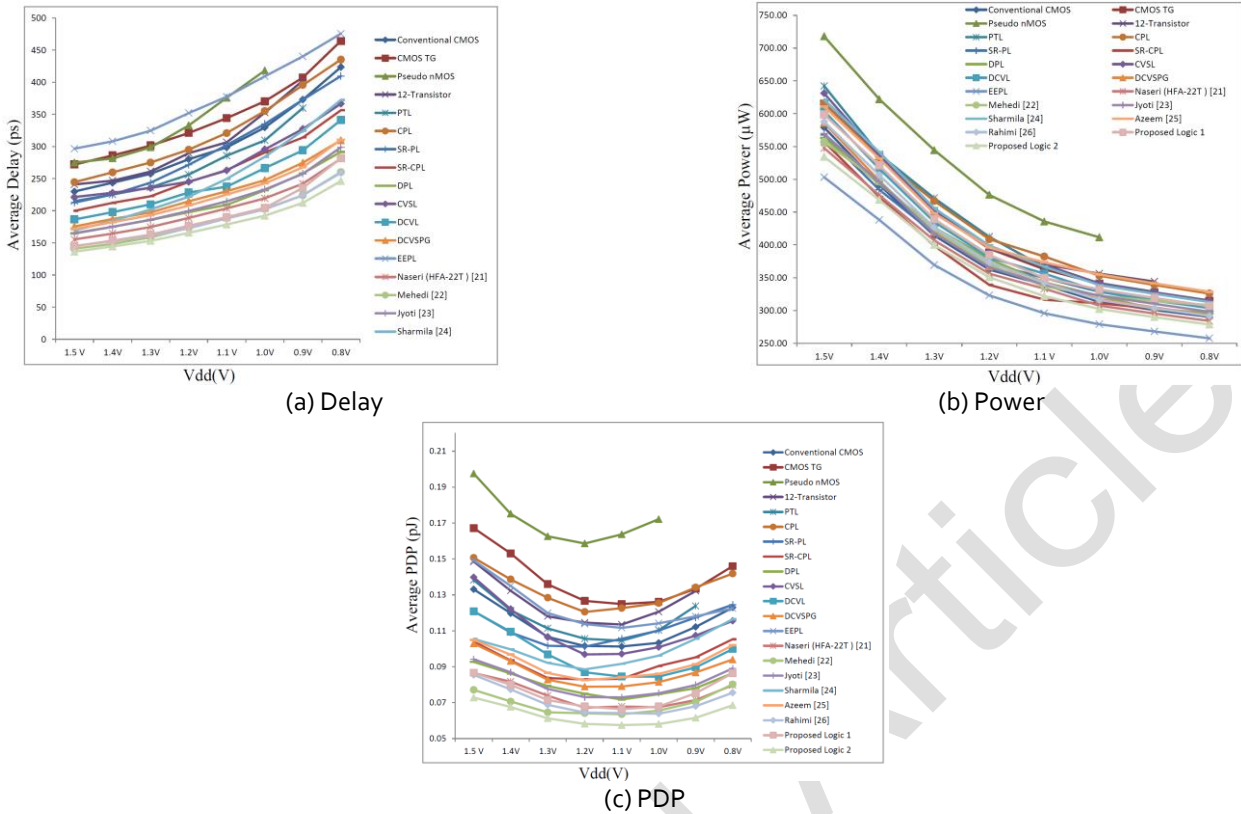 Average Delay (ps)
500
450
400
350
300
250
200
150
100
50
0
1.5 V 1.4V 1.3V 1.2V 1.1 V 1.0V 0.9V 0.8V
Vdd(V)
Conventional CMOS
CMOS TG
Pseudo nMOS
12-Transistor
PTL
CPL
SR-PL
SR-CPL
DPL
CVSL
DCVL
DCVSPG
EEPL
Naseri (HFA-22T ) [21]
Mehedi [22]
Jyoti [23]
Sharmila [24]
(a) Delay
Average Power (µW)
750.00
700.00
650.00
600.00
550.00
500.00
450.00
400.00
350.00
300.00
250.00
1.5V 1.4V 1.3V 1.2V 1.1V 1.0V 0.9V 0.8V
Vdd(V)
Conventional CMOS CMOS TG
Pseudo nMOS 12-Transistor
PTL CPL
SR-PL SR-CPL
DPL CVSL
DCVL DCVSPG
EEPL Naseri (HFA-22T ) [21]
Mehedi [22] Jyoti [23]
Sharmila [24] Azeem [25]
Rahimi [26] Proposed Logic 1
Proposed Logic 2
(b) Power
Average PDP (pJ)
0.21
0.19
0.17
0.15
0.13
0.11
0.09
0.07
0.05
1.5 V 1.4V 1.3V 1.2V 1.1 V 1.0V 0.9V 0.8V
Vdd(V)
Conventional CMOS
CMOS TG
Pseudo nMOS
12-Transistor
PTL
CPL
SR-PL
SR-CPL
DPL
CVSL
DCVL
DCVSPG
EEPL
Naseri (HFA-22T ) [21]
Mehedi [22]
Jyoti [23]
Sharmila [24]
Azeem [25]
Rahimi [26]
Proposed Logic 1
Proposed Logic 2
(c) PDP
Article